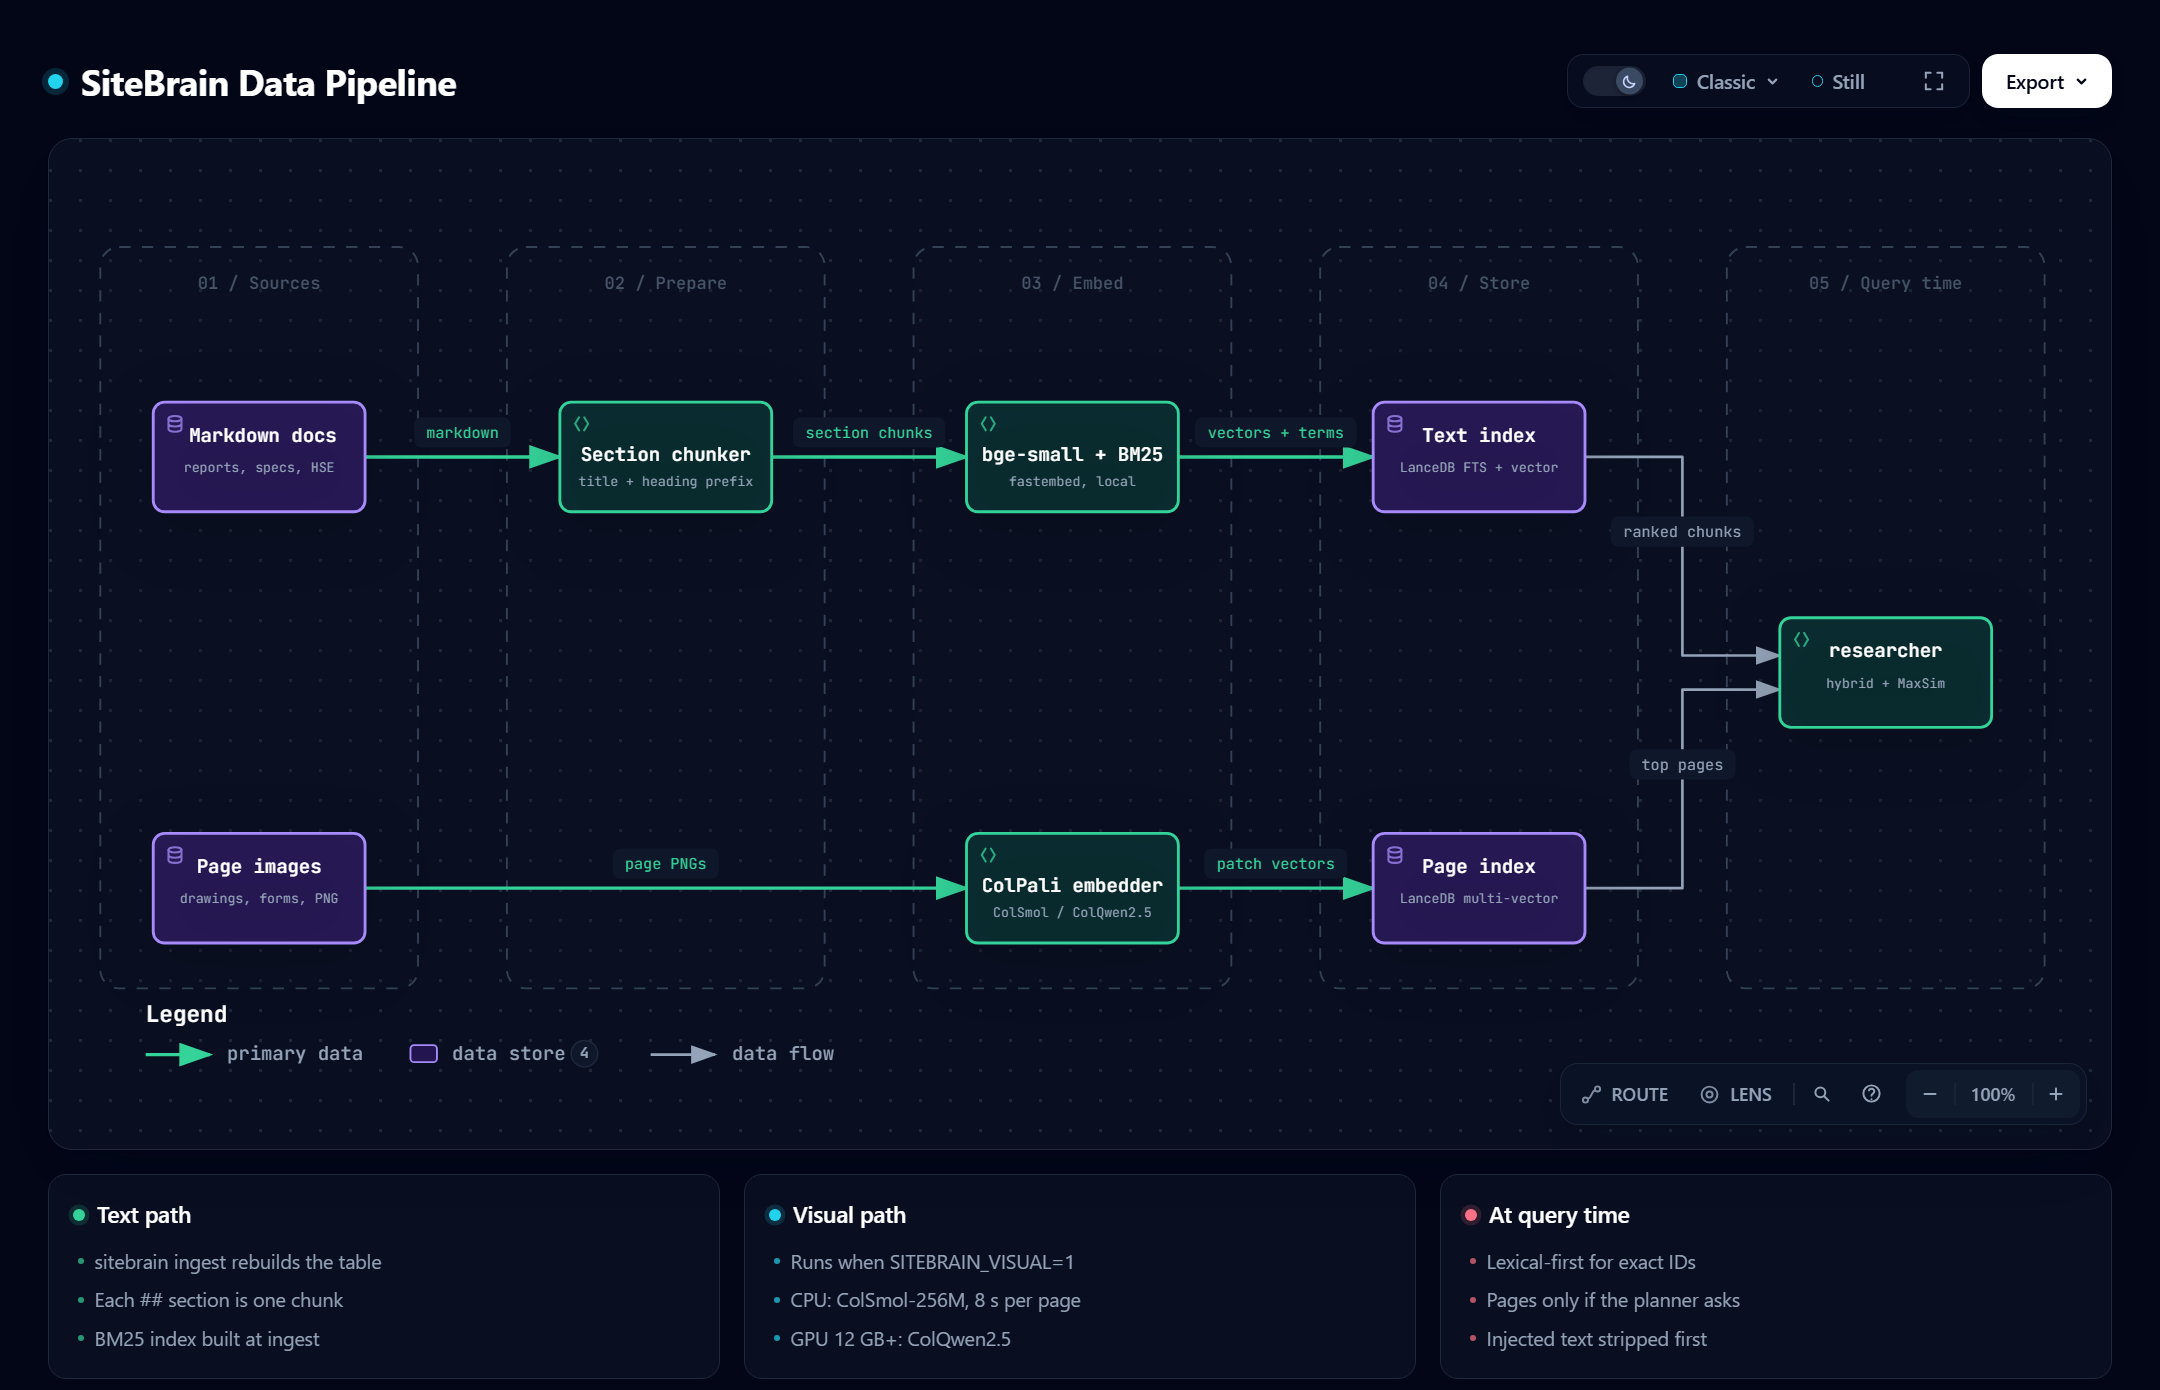 SiteBrain Data Pipeline
Classic
Still
Export
01 / Sources
02 / Prepare
03 / Embed
04 / Store
05 / Query time
Markdown docs
reports, specs, HSE
markdown
Section chunker
title + heading prefix
section chunks
bge-small + BM25
fastembed, local
vectors + terms
Text index
LanceDB FTS + vector
ranked chunks
researcher
hybrid + MaxSim
top pages
Page images
drawings, forms, PNG
page PNGs
ColPali embedder
ColSmol / ColQwen2.5
patch vectors
Page index
LanceDB multi-vector
Legend
primary data
data store 4
data flow
ROUTE
LENS
100%
Text path
sitebrain ingest rebuilds the table
Each ## section is one chunk
BM25 index built at ingest
Visual path
Runs when SITEBRAIN_VISUAL=1
CPU: ColSmol-256M, 8 s per page
GPU 12 GB+: ColQwen2.5
At query time
Lexical-first for exact IDs
Pages only if the planner asks
Injected text stripped first